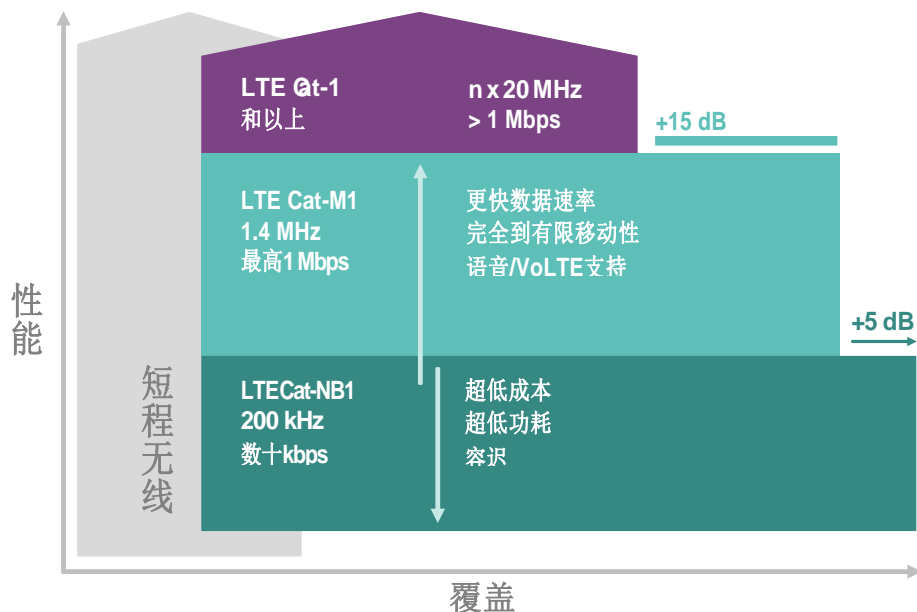 LTE Cat-1
和以上
n x 20 MHz
> 1 Mbps
+15 dB
LTE Cat-M1
1.4 MHz
最高1 Mbps
更快数据速率
完全到有限移动性
语音/VoLTE支持
+5 dB
LTECat-NB1
200 kHz
数十kbps
超低成本
超低功耗
容迟
短程无线
性能
覆盖